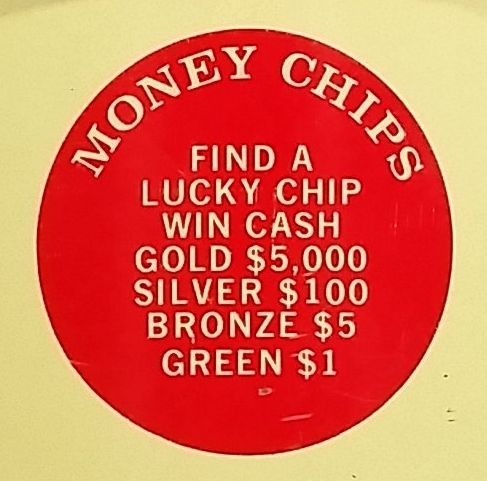 MONEY CHIPS
FIND A
LUCKY CHIP
WIN CASH
GOLD $5,000
SILVER $100
BRONZE $5
GREEN $1